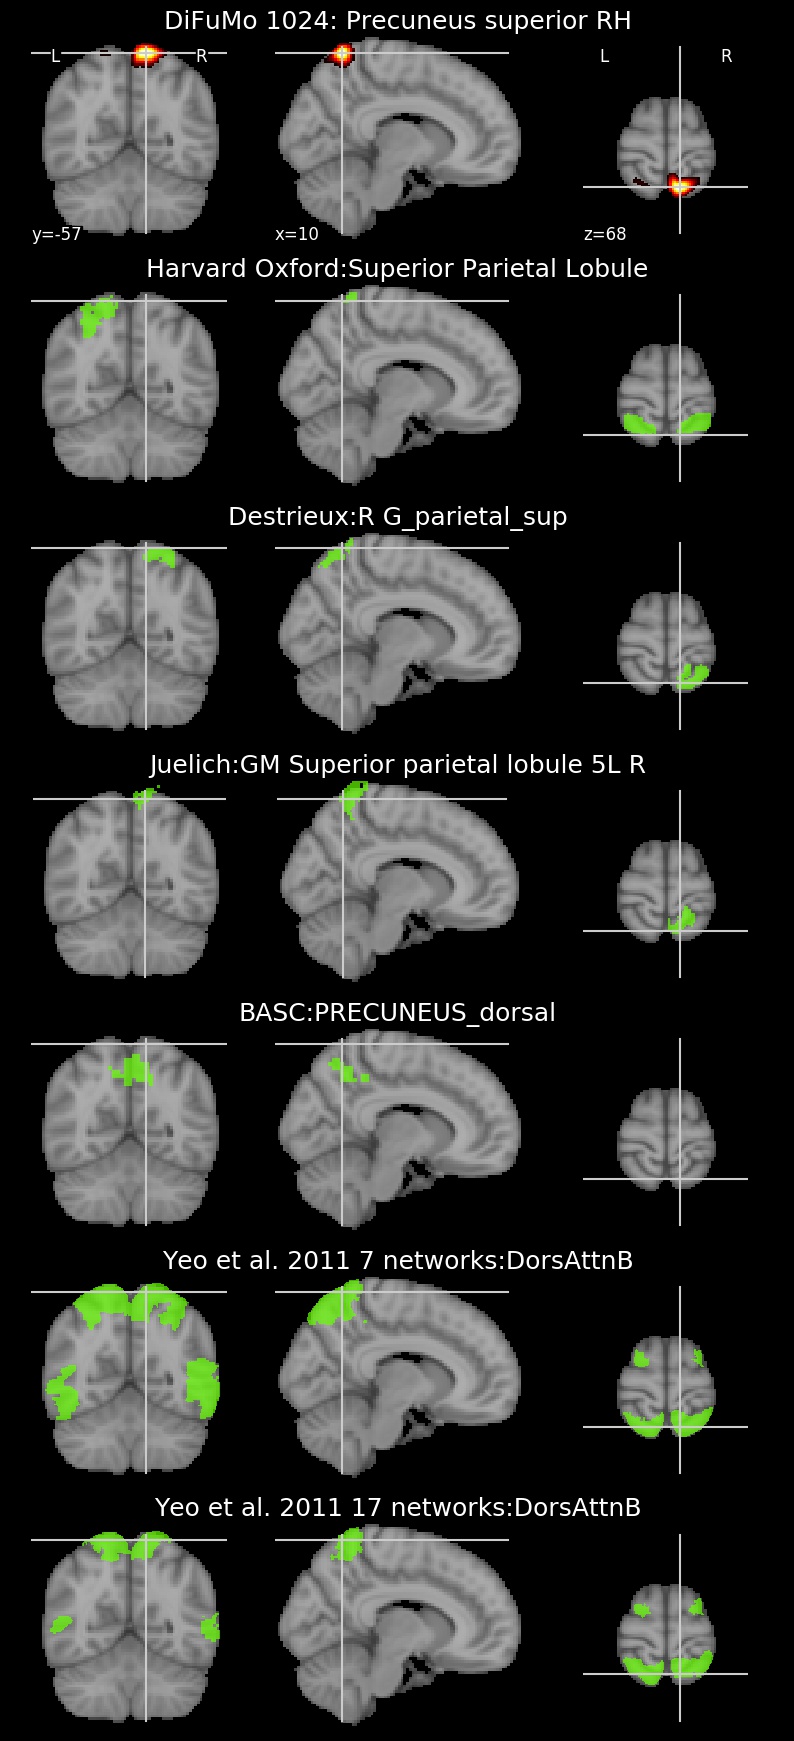 DiFuMo 1024: Precuneus superior RH
L R L R
y=-57 x=10 z=68
Harvard Oxford:Superior Parietal Lobule
Destrieux:R G_parietal_sup
Juelich:GM Superior parietal lobule 5L R
BASC:PRECUNEUS_dorsal
Yeo et al. 2011 7 networks:DorsAttnB
Yeo et al. 2011 17 networks:DorsAttnB